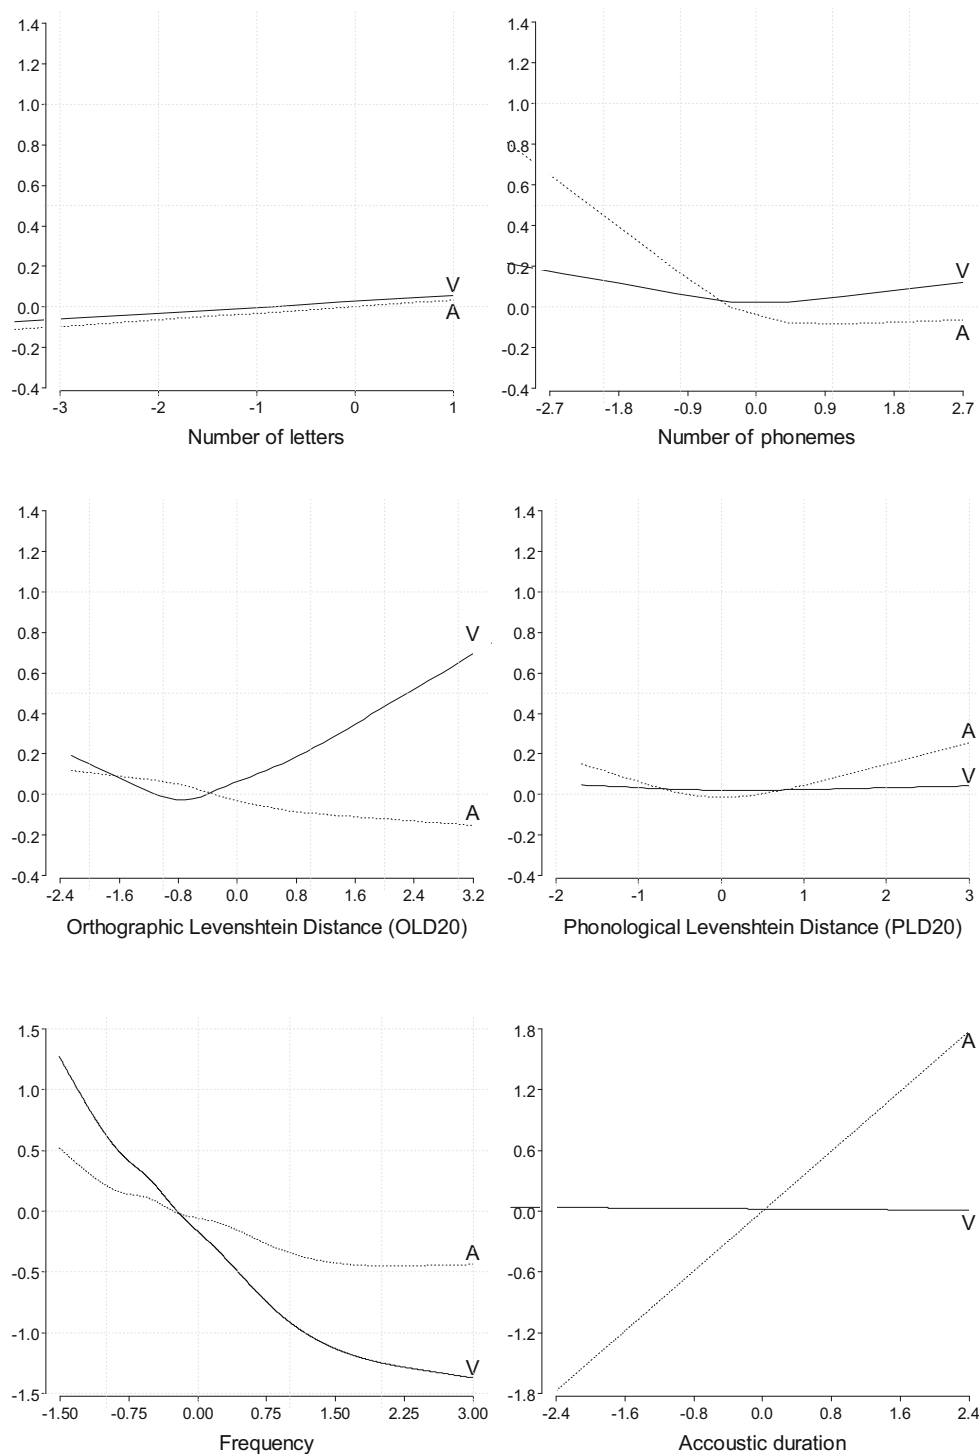 1.4
1.2
1.0
0.8
0.6
0.4
0.2
0.0
-0.2
-0.4
V
A
-3 -2 -1 0 1
Number of letters
1.4
1.2
1.0
0.8
0.6
0.4
0.2
0.0
-0.2
-0.4
V
A
-2.7 -1.8 -0.9 0.0 0.9 1.8 2.7
Number of phonemes
1.4
1.2
1.0
0.8
0.6
0.4
0.2
0.0
-0.2
-0.4
V
A
-2.4 -1.6 -0.8 0.0 0.8 1.6 2.4 3.2
Orthographic Levenshtein Distance (OLD20)
1.4
1.2
1.0
0.8
0.6
0.4
0.2
0.0
-0.2
-0.4
A
V
-2 -1 0 1 2 3
Phonological Levenshtein Distance (PLD20)
1.5
1.0
0.5
0.0
-0.5
-1.0
-1.5
A
V
-1.50 -0.75 0.00 0.75 1.50 2.25 3.00
Frequency
1.8
1.2
0.6
0.0
-0.6
-1.2
-1.8
A
V
-2.4 -1.6 0.0 0.8 1.6 2.4
Accoustic duration